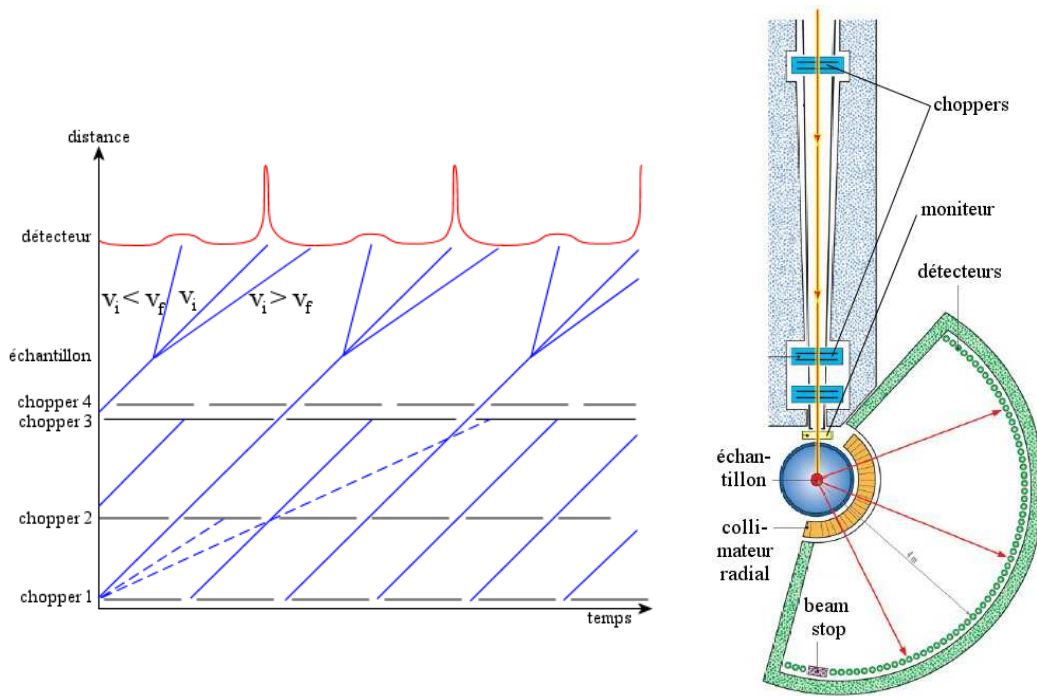 distance
détecteur
v_i < v_f
v_i
v_i > v_f
échantillon
chopper 4
chopper 3
chopper 2
chopper 1
temps
choppers
moniteur
détecteurs
échan-
tillon
colli-
mateur
radial
4 m
beam
stop